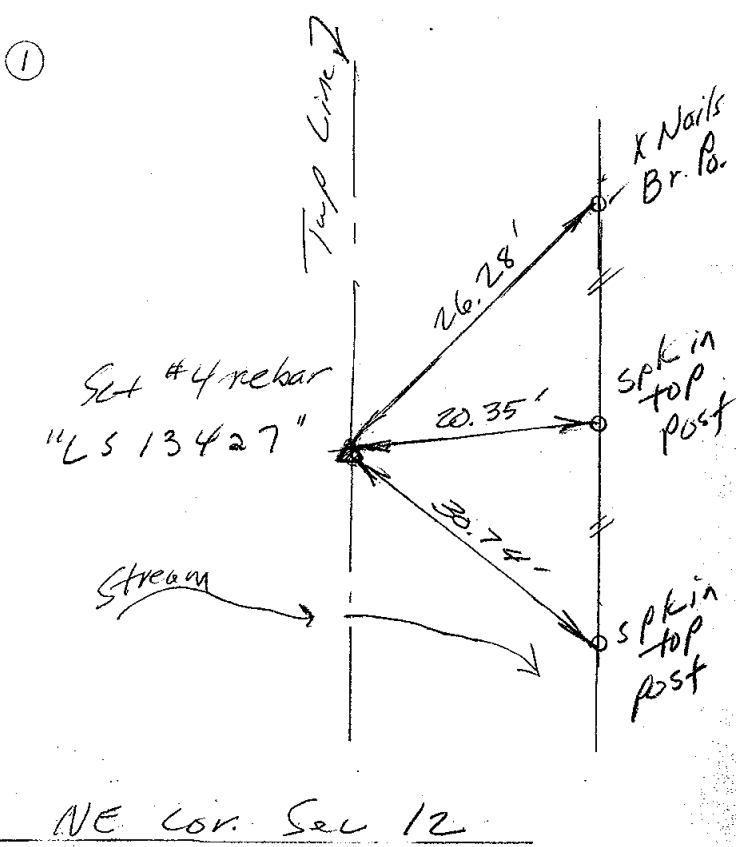 ①
Twp Line
X Nails
Br. Po.
26.28'
Set #4 rebar
"LS 13427"
20.35'
spk in
top
post
30.74'
Stream
spk in
top
post
NE Cor. Sec 12